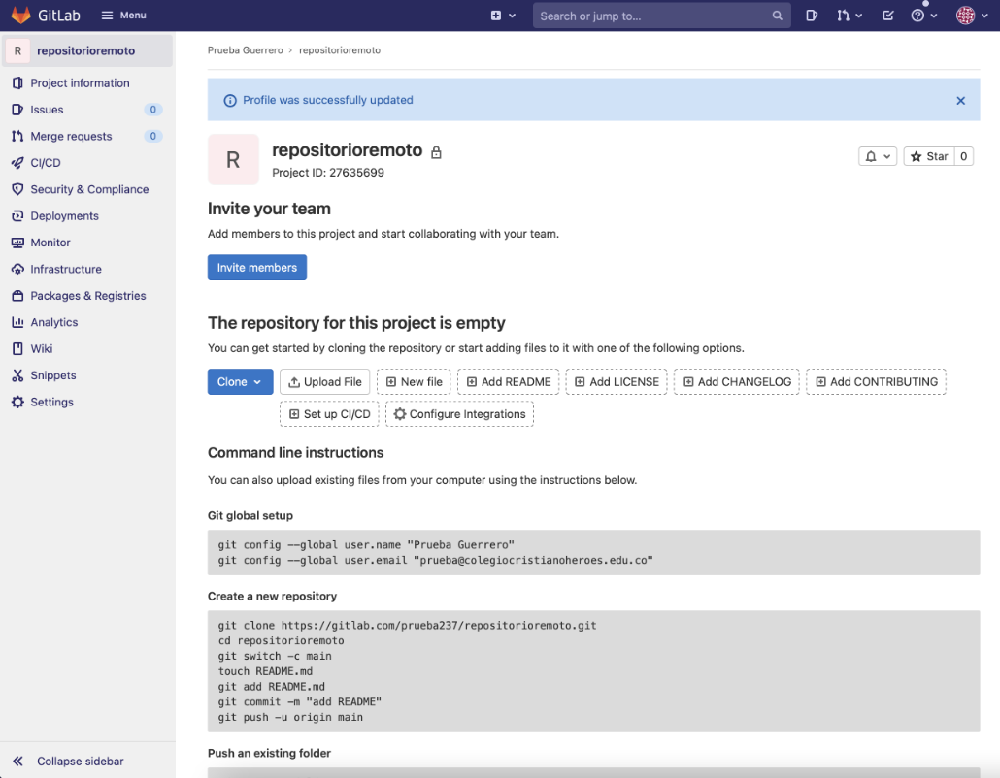 GitLab Menu Search or jump to...
R repositorioremoto
Project information
Issues 0
Merge requests 0
CI/CD
Security & Compliance
Deployments
Monitor
Infrastructure
Packages & Registries
Analytics
Wiki
Snippets
Settings
Collapse sidebar
Prueba Guerrero › repositorioremoto
Profile was successfully updated
R
repositorioremoto
Project ID: 27635699
Star 0
Invite your team
Add members to this project and start collaborating with your team.
Invite members
The repository for this project is empty
You can get started by cloning the repository or start adding files to it with one of the following options.
Clone Upload File New file Add README Add LICENSE Add CHANGELOG Add CONTRIBUTING
Set up CI/CD Configure Integrations
Command line instructions
You can also upload existing files from your computer using the instructions below.
Git global setup
git config --global user.name "Prueba Guerrero"
git config --global user.email "prueba@colegiocristianoheroes.edu.co"
Create a new repository
git clone https://gitlab.com/prueba237/repositorioremoto.git
cd repositorioremoto
git switch -c main
touch README.md
git add README.md
git commit -m "add README"
git push -u origin main
Push an existing folder